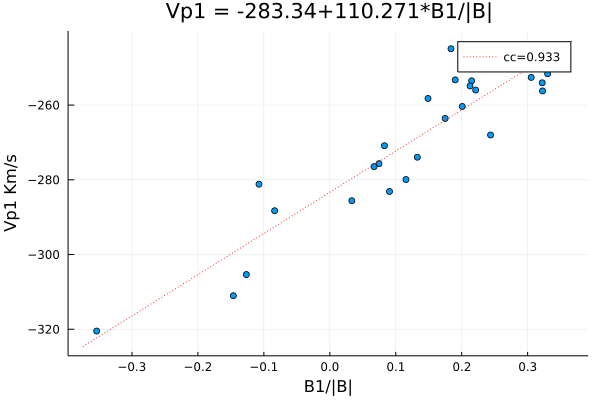 Vp1 = -283.34+110.271*B1/|B|
cc=0.933
−260
−280
−300
−320
Vp1 Km/s
−0.3 −0.2 −0.1 0.0 0.1 0.2 0.3
B1/|B|